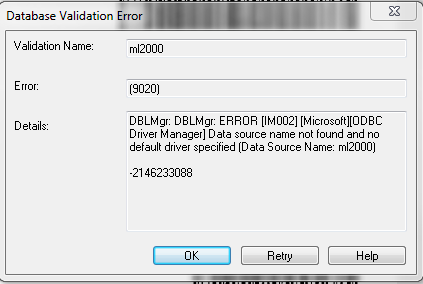 Database Validation Error
Validation Name:
ml2000
Error:
(9020)
Details:
DBLMgr: DBLMgr: ERROR [IM002] [Microsoft][ODBC
Driver Manager] Data source name not found and no
default driver specified (Data Source Name: ml2000)
-2146233088
OK
Retry
Help